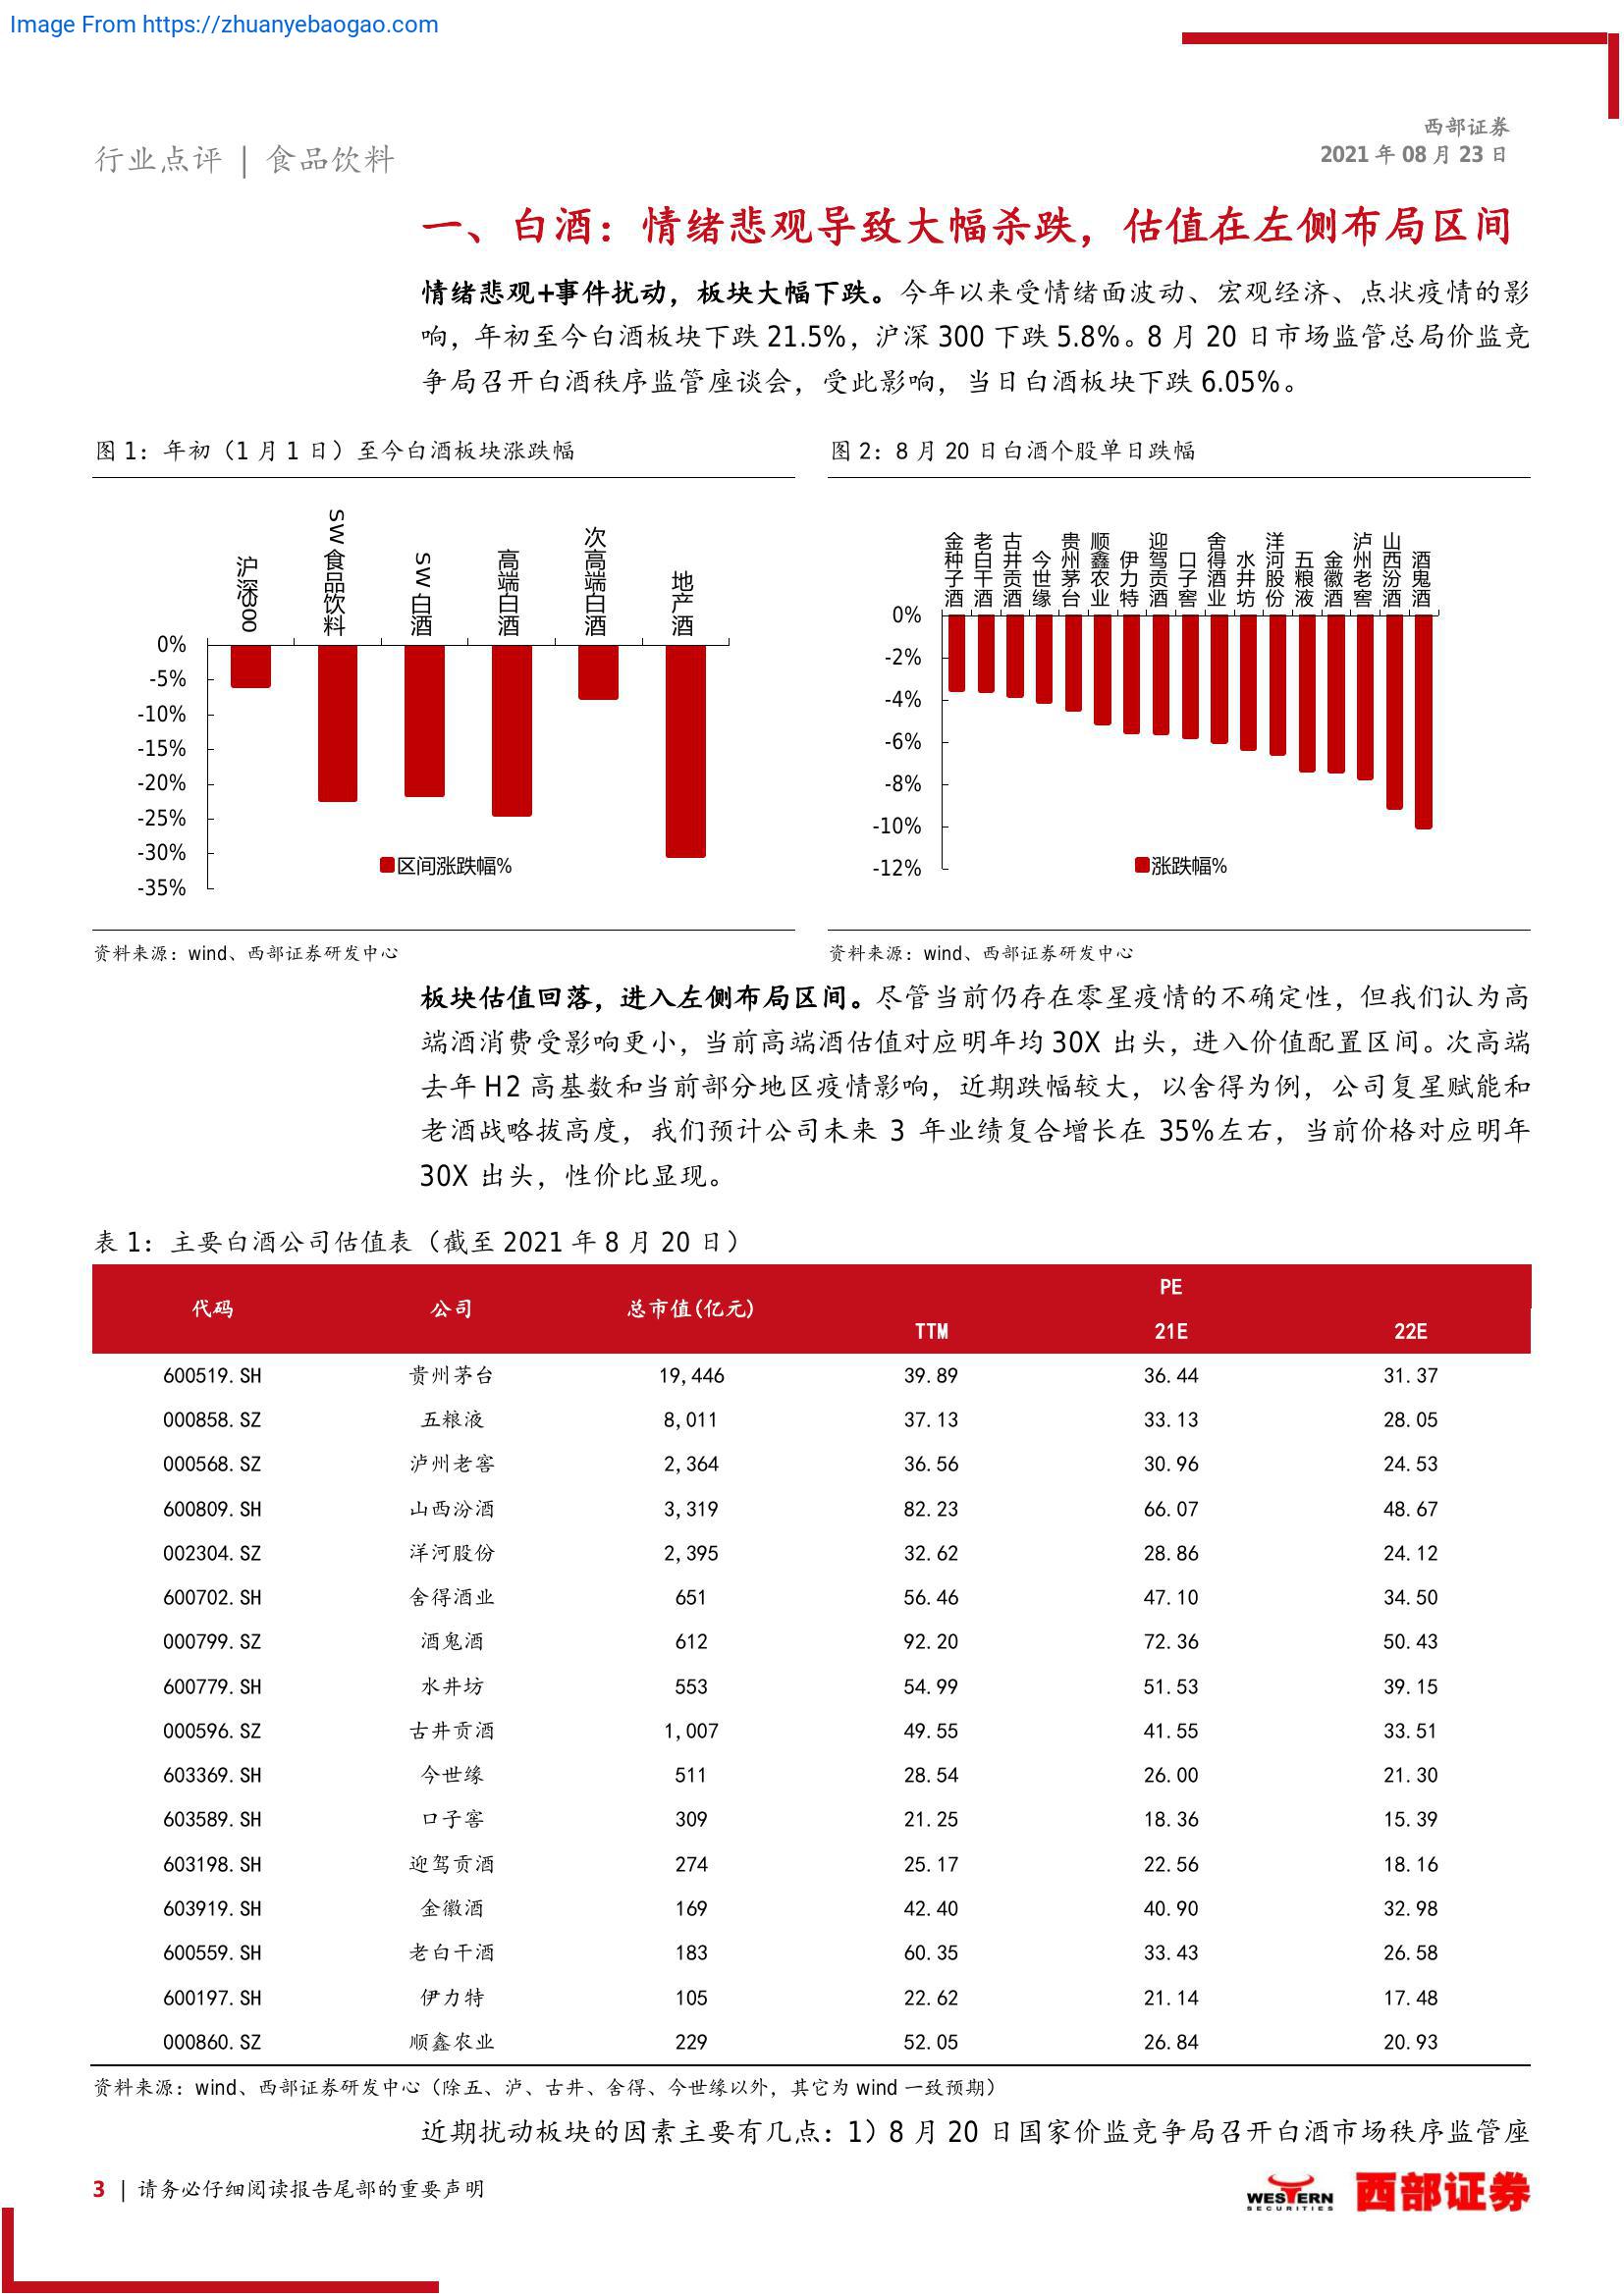 Image From https://zhuanyebaogao.com
西部证券
2021 年 08 月 23 日
行业点评 | 食品饮料
一、白酒：情绪悲观导致大幅杀跌，估值在左侧布局区间
情绪悲观+事件扰动，板块大幅下跌。今年以来受情绪面波动、宏观经济、点状疫情的影
响，年初至今白酒板块下跌 21.5%，沪深 300 下跌 5.8%。8 月 20 日市场监管总局价监竞
争局召开白酒秩序监管座谈会，受此影响，当日白酒板块下跌 6.05%。
图 1：年初（1 月 1 日）至今白酒板块涨跌幅
沪深300
SW 食品饮料
SW 白酒
高端白酒
次高端白酒
地产酒
0%
-5%
-10%
-15%
-20%
-25%
-30%
-35%
区间涨跌幅%
资料来源：wind、西部证券研发中心
图 2：8 月 20 日白酒个股单日跌幅
金种子酒
老白干酒
古井贡酒
今世缘
贵州茅台
顺鑫农业
伊力特
迎驾贡酒
口子窖
舍得酒业
水井坊
洋河股份
五粮液
金徽酒
泸州老窖
山西汾酒
酒鬼酒
0%
-2%
-4%
-6%
-8%
-10%
-12%
涨跌幅%
资料来源：wind、西部证券研发中心
板块估值回落，进入左侧布局区间。尽管当前仍存在零星疫情的不确定性，但我们认为高
端酒消费受影响更小，当前高端酒估值对应明年均 30X 出头，进入价值配置区间。次高端
去年 H2 高基数和当前部分地区疫情影响，近期跌幅较大，以舍得为例，公司复星赋能和
老酒战略拔高度，我们预计公司未来 3 年业绩复合增长在 35%左右，当前价格对应明年
30X 出头，性价比显现。
表 1：主要白酒公司估值表（截至 2021 年 8 月 20 日）
代码 公司 总市值(亿元) PE
TTM 21E 22E
600519.SH 贵州茅台 19,446 39.89 36.44 31.37
000858.SZ 五粮液 8,011 37.13 33.13 28.05
000568.SZ 泸州老窖 2,364 36.56 30.96 24.53
600809.SH 山西汾酒 3,319 82.23 66.07 48.67
002304.SZ 洋河股份 2,395 32.62 28.86 24.12
600702.SH 舍得酒业 651 56.46 47.10 34.50
000799.SZ 酒鬼酒 612 92.20 72.36 50.43
600779.SH 水井坊 553 54.99 51.53 39.15
000596.SZ 古井贡酒 1,007 49.55 41.55 33.51
603369.SH 今世缘 511 28.54 26.00 21.30
603589.SH 口子窖 309 21.25 18.36 15.39
603198.SH 迎驾贡酒 274 25.17 22.56 18.16
603919.SH 金徽酒 169 42.40 40.90 32.98
600559.SH 老白干酒 183 60.35 33.43 26.58
600197.SH 伊力特 105 22.62 21.14 17.48
000860.SZ 顺鑫农业 229 52.05 26.84 20.93
资料来源：wind、西部证券研发中心（除五、泸、古井、舍得、今世缘以外，其它为 wind 一致预期）
近期扰动板块的因素主要有几点：1）8 月 20 日国家价监竞争局召开白酒市场秩序监管座
3 | 请务必仔细阅读报告尾部的重要声明
WESTERN
SECURITIES
西部证券